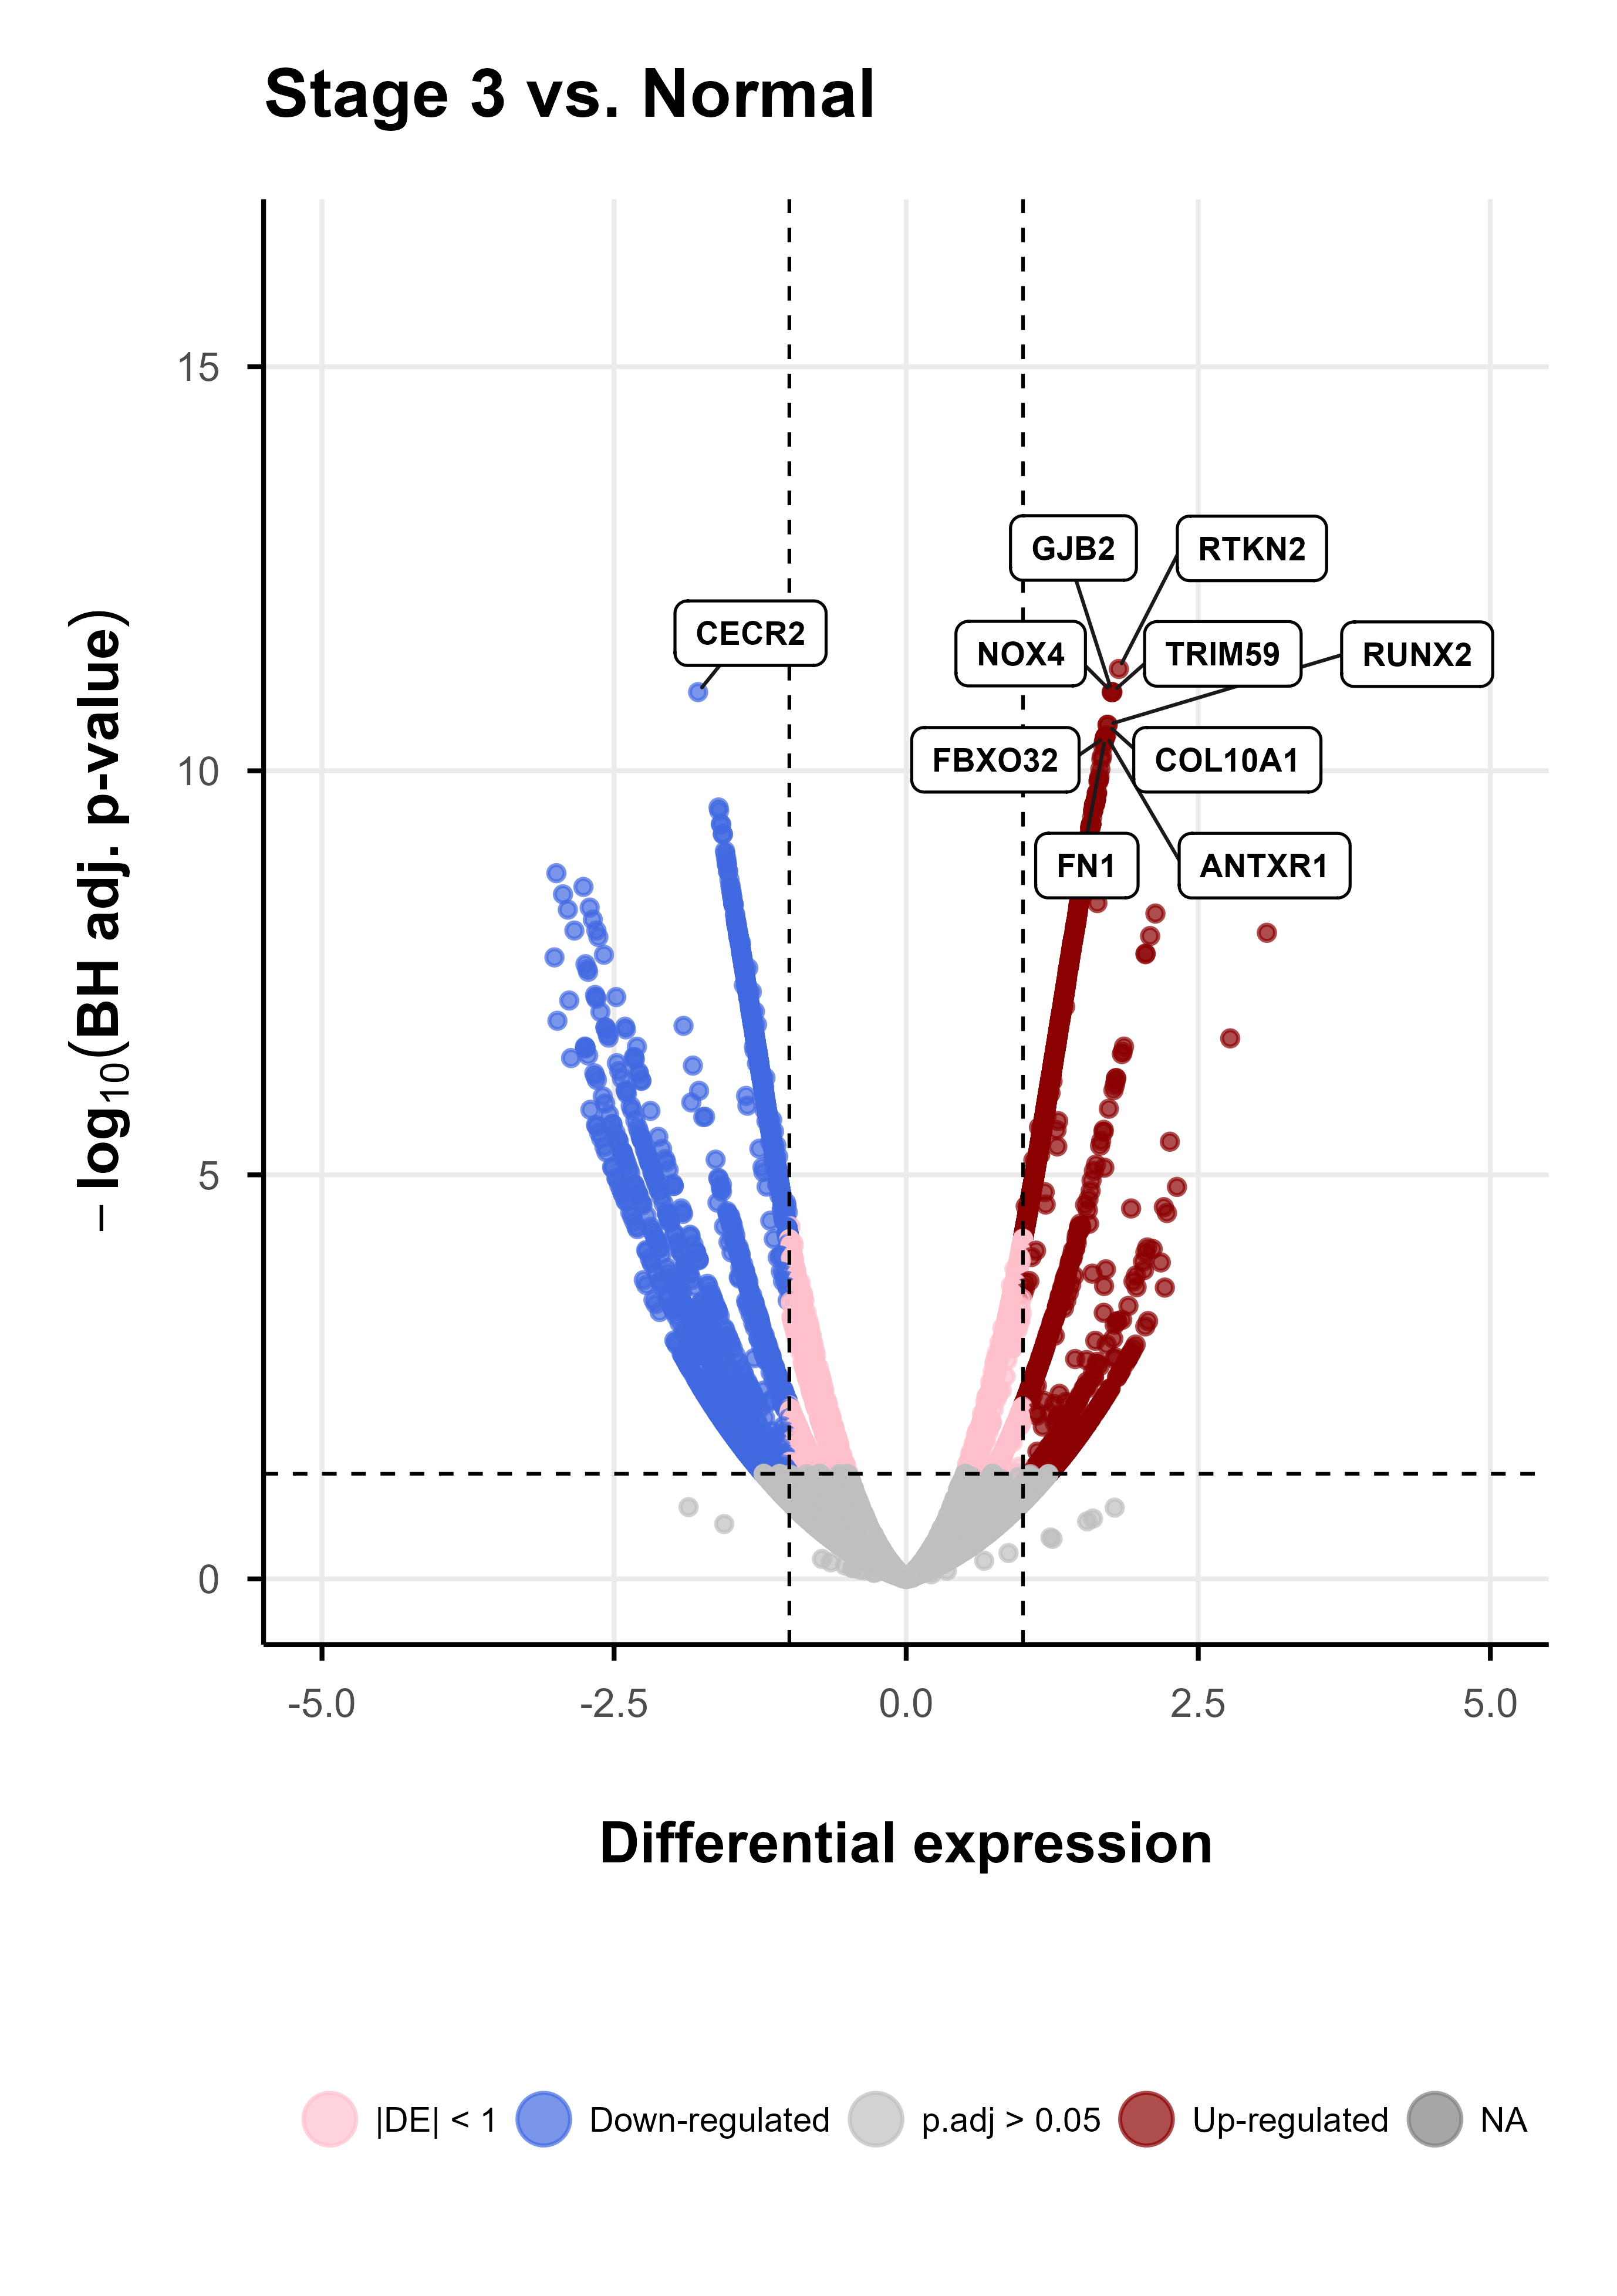 Stage 3 vs. Normal
− log10(BH adj. p-value)
15
10
5
0
GJB2
RTKN2
CECR2
NOX4
TRIM59
RUNX2
FBXO32
COL10A1
FN1
ANTXR1
-5.0
-2.5
0.0
2.5
5.0
Differential expression
|DE| < 1
Down-regulated
p.adj > 0.05
Up-regulated
NA